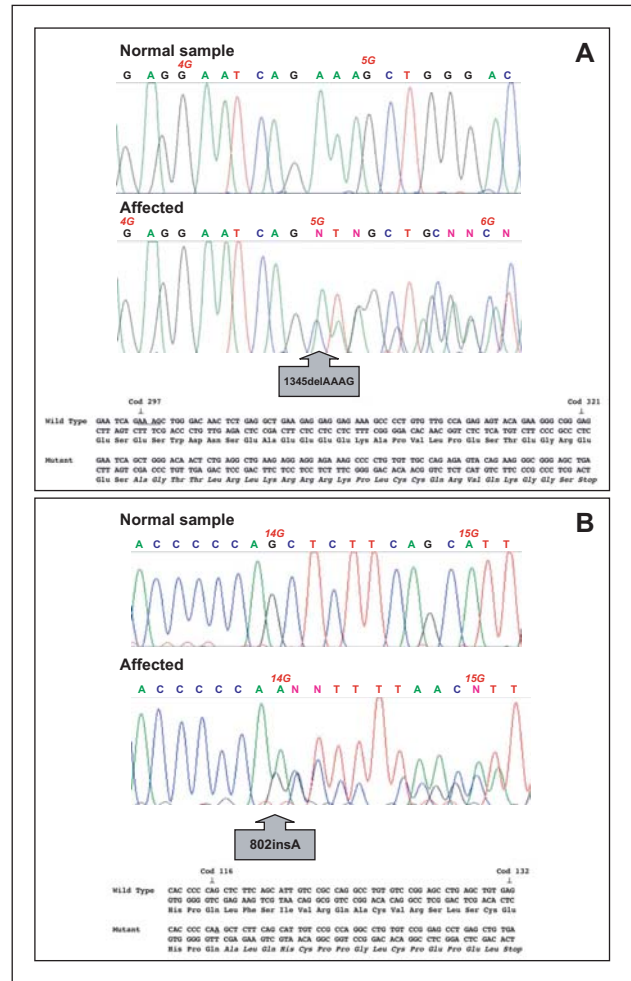 Normal sample
A
4G 5G
G A G G A A T C A G A A A G C T G G G A C
Affected
4G 5G 6G
G A G G A A T C A G N T N G C T G C N N C N
1345delAAAG
Cod 297 Cod 321
Wild Type GAA TCA GAA AGC TGG GAC AAC TCT GAG GCT GAA GAG GAG GAG AAA GCC CCT GTG TTG CCA GAG AGT ACA GAA GGG CGG GAG
CTT AGT CTT TCG ACC CTG TTG AGA CTC CGA CTT CTC CTC CTC TTT CGG GGA CAC AAC GGT CTC TCA TGT CTT CCC GCC CTC
Glu Ser Glu Ser Trp Asp Asn Ser Glu Ala Glu Glu Glu Glu Lys Ala Pro Val Leu Pro Glu Ser Thr Glu Gly Arg Glu
Mutant GAA TCA GCT GGG ACA ACT CTG AGG CTG AAG AGG AGG AGA AAG CCC CTG TGT TGC CAG AGA GTA CAG AAG GGC GGG AGC TGA
CTT AGT CGA CCC TGT TGA GAC TCC GAC TTC TCC TCC TCT TTC GGG GAC ACA ACG GTC TCT CAT GTC TTC CCG CCC TCG ACT
Glu Ser Ala Gly Thr Thr Leu Arg Leu Lys Arg Arg Arg Lys Pro Leu Cys Cys Gln Arg Val Gln Lys Gly Gly Ser Stop
Normal sample
B
14G 15G
A C C C C C A G C T C T T C A G C A T T
Affected
14G 15G
A C C C C C A A N N T T T T A A C N T T
802insA
Cod 116 Cod 132
Wild Type CAC CCC CAG CTC TTC AGC ATT GTC CGC CAG GCC TGT GTC CGG AGC CTG AGC TGT GAG
GTG GGG GTC GAG AAG TCG TAA CAG GCG GTC CGG ACA CAG GCC TCG GAC TCG ACA CTC
His Pro Gln Leu Phe Ser Ile Val Arg Gln Ala Cys Val Arg Ser Leu Ser Cys Glu
Mutant CAC CCC CAA GCT CTT CAG CAT TGT CCG CCA GGC CTG TGT CCG GAG CCT GAG CTG TGA
GTG GGG GTT CGA GAA GTC GTA ACA GGC GGT CCG GAC ACA GGC CTC GGA CTC GAC ACT
His Pro Gln Ala Leu Gln His Cys Pro Pro Gly Leu Cys Pro Glu Pro Glu Leu Stop